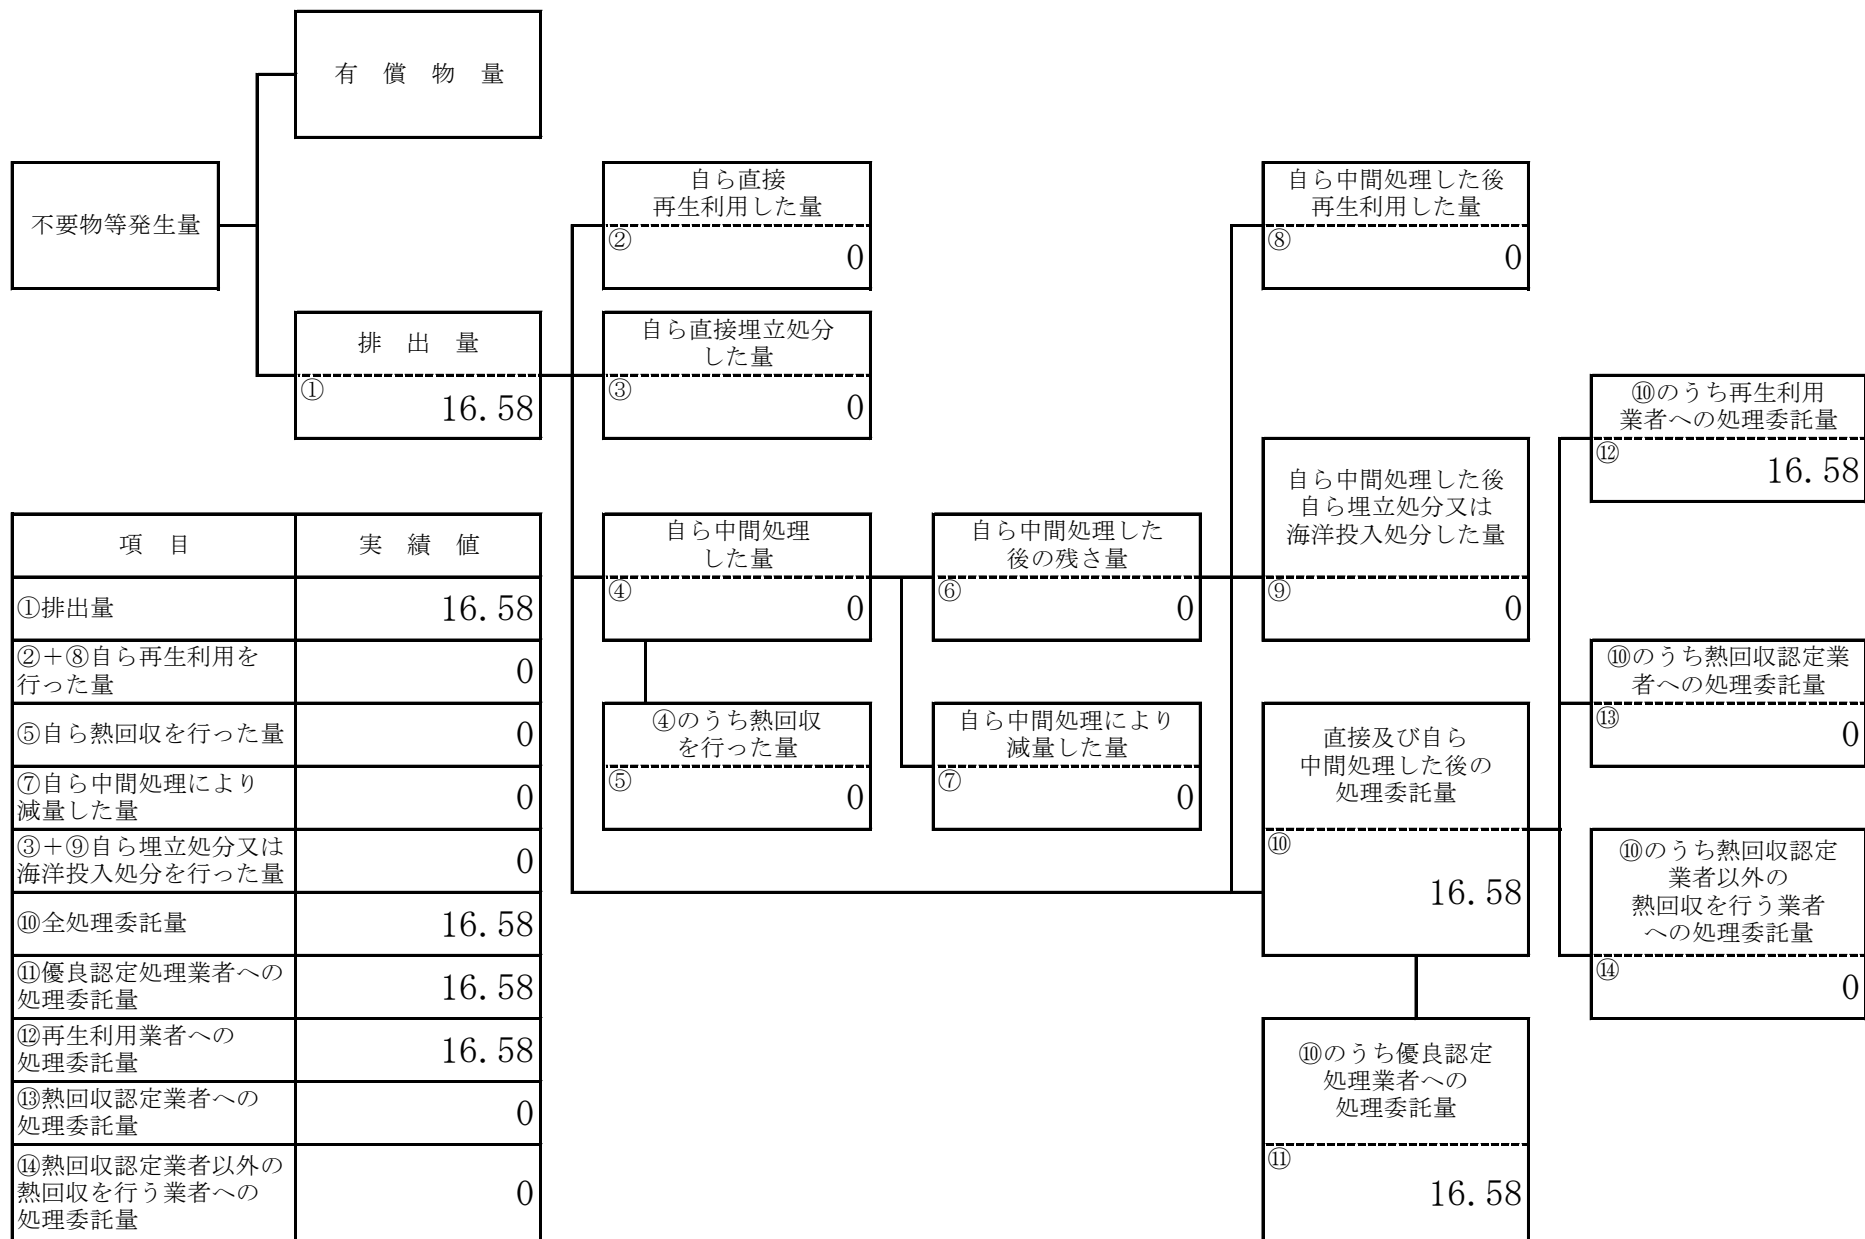 有　償　物　量
不要物等発生量
排　出　量
①
16.58
自ら直接
再生利用した量
②
0
自ら直接埋立処分
した量
③
0
自ら中間処理
した量
④
0
④のうち熱回収
を行った量
⑤
0
自ら中間処理した
後の残さ量
⑥
0
自ら中間処理により
減量した量
⑦
0
自ら中間処理した後
再生利用した量
⑧
0
自ら中間処理した後
自ら埋立処分又は
海洋投入処分した量
⑨
0
直接及び自ら
中間処理した後の
処理委託量
⑩
16.58
⑩のうち優良認定
処理業者への
処理委託量
⑪
16.58
⑩のうち再生利用
業者への処理委託量
⑫
16.58
⑩のうち熱回収認定業
者への処理委託量
⑬
0
⑩のうち熱回収認定
業者以外の
熱回収を行う業者
への処理委託量
⑭
0
項　目　実　績　値
①排出量　16.58
②＋⑧自ら再生利用を
行った量　0
⑤自ら熱回収を行った量　0
⑦自ら中間処理により
減量した量　0
③＋⑨自ら埋立処分又は
海洋投入処分を行った量　0
⑩全処理委託量　16.58
⑪優良認定処理業者への
処理委託量　16.58
⑫再生利用業者への
処理委託量　16.58
⑬熱回収認定業者への
処理委託量　0
⑭熱回収認定業者以外の
熱回収を行う業者への
処理委託量　0